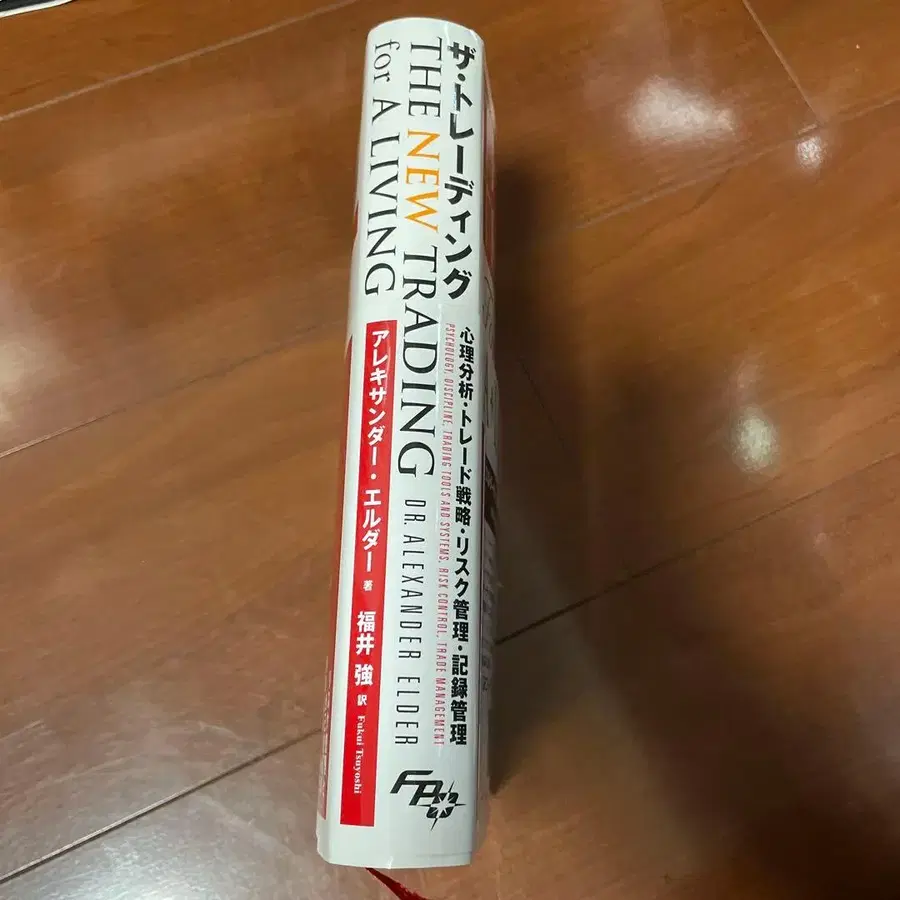 ザ・トレーディング
心理分析・トレード戦略・リスク管理・記録管理
PSYCHOLOGY, DISCIPLINE, TRADING TOOLS AND SYSTEMS, RISK CONTROL, TRADE MANAGEMENT
THE NEW TRADING
for A LIVING
DR. ALEXANDER ELDER
アレキサンダー・エルダー 著
福井 強 訳 Fukui Tsuyoshi
FPO